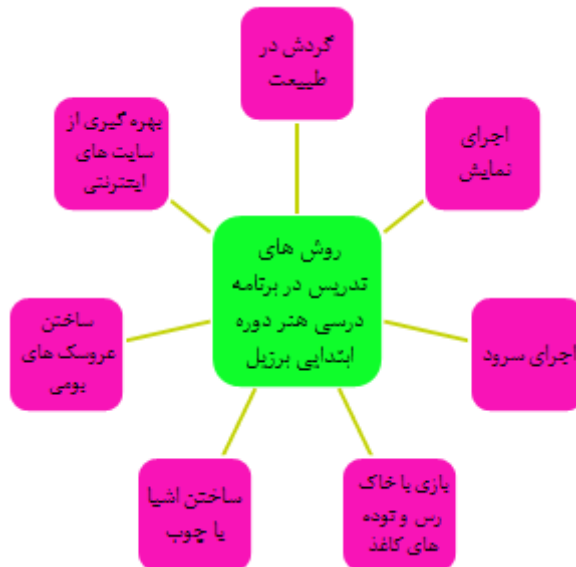 گردش در
طبیعت
اجرای
نمایش
اجرای سرود
بازی با خاک
رس و توده
های کاغذ
ساختن اشیا
با چوب
ساختن
عروسک های
بومی
بهره گیری از
سایت های
اینترنتی
روش های
تدریس در برنامه
درسی هنر دوره
ابتدایی برزیل